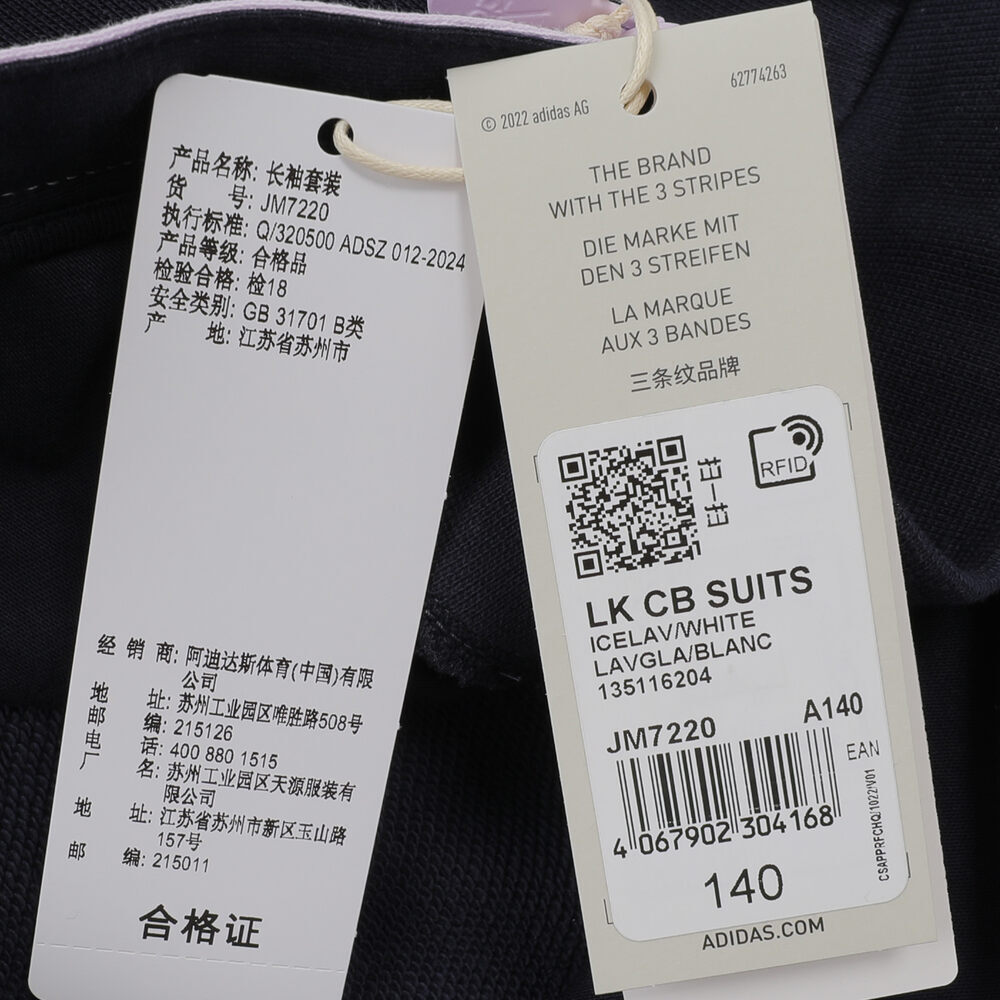 产品名称: 长袖套装
货 号: JM7220
执行标准: Q/320500 ADSZ 012-2024
产品等级: 合格品
检验合格: 检18
安全类别: GB 31701 B类
产 地: 江苏省苏州市
经 销 商: 阿迪达斯体育(中国)有限
公司
地 址: 苏州工业园区唯胜路508号
邮 编: 215126
电 话: 400 880 1515
厂 名: 苏州工业园区天源服装有
限公司
地 址: 江苏省苏州市新区玉山路
157号
邮 编: 215011
合格证
62774263
© 2022 adidas AG
THE BRAND
WITH THE 3 STRIPES
DIE MARKE MIT
DEN 3 STREIFEN
LA MARQUE
AUX 3 BANDES
三条纹品牌
扫一扫
RFID
LK CB SUITS
ICELAV/WHITE
LAVGLA/BLANC
135116204
JM7220 A140
EAN
4 067902 304168
CSAPPRFCHQ/1022/V01
140
ADIDAS.COM